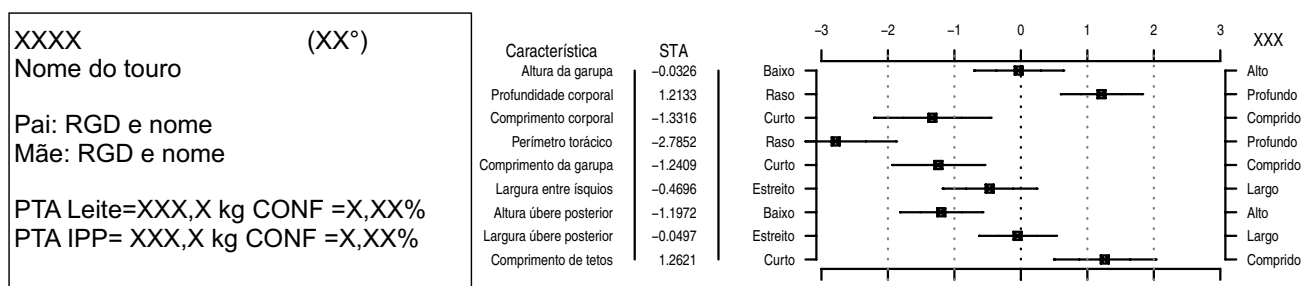 XXXX (XX°)
Nome do touro
Pai: RGD e nome
Mãe: RGD e nome
PTA Leite=XXX,X kg CONF =X,XX%
PTA IPP= XXX,X kg CONF =X,XX%
−3 −2 −1 0 1 2 3 XXX
Característica STA
Altura da garupa −0.0326 Baixo Alto
Profundidade corporal 1.2133 Raso Profundo
Comprimento corporal −1.3316 Curto Comprido
Perímetro torácico −2.7852 Raso Profundo
Comprimento da garupa −1.2409 Curto Comprido
Largura entre ísquios −0.4696 Estreito Largo
Altura úbere posterior −1.1972 Baixo Alto
Largura úbere posterior −0.0497 Estreito Largo
Comprimento de tetos 1.2621 Curto Comprido